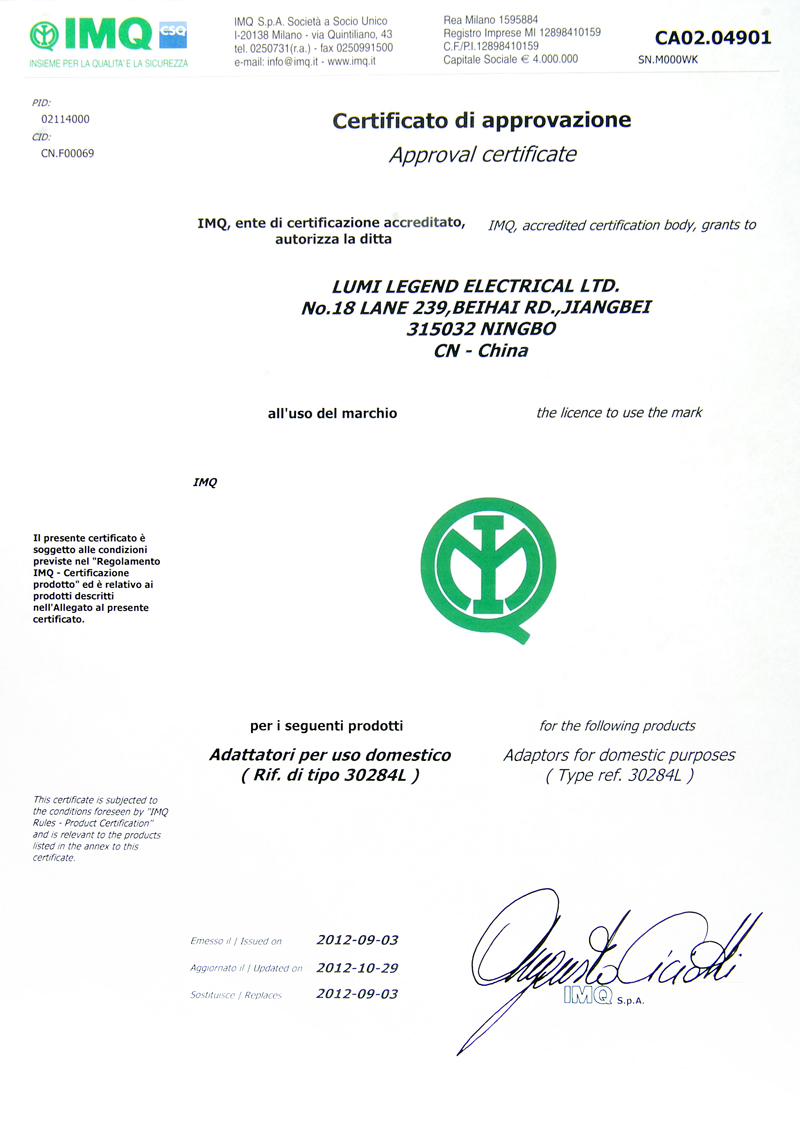 IMQ CSQ
INSIEME PER LA QUALITA' E LA SICUREZZA
IMQ S.p.A. Società a Socio Unico
I-20138 Milano - via Quintiliano, 43
tel. 0250731(r.a.) - fax 0250991500
e-mail: info@imq.it - www.imq.it
Rea Milano 1595884
Registro Imprese MI 12898410159
C.F./P.I.12898410159
Capitale Sociale € 4.000.000
CA02.04901
SN.M000WK
PID:
02114000
CID:
CN.F00069
Certificato di approvazione
Approval certificate
IMQ, ente di certificazione accreditato,
autorizza la ditta
IMQ, accredited certification body, grants to
LUMI LEGEND ELECTRICAL LTD.
No.18 LANE 239,BEIHAI RD.,JIANGBEI
315032 NINGBO
CN - China
all'uso del marchio
the licence to use the mark
IMQ
Il presente certificato è
soggetto alle condizioni
previste nel "Regolamento
IMQ - Certificazione
prodotto" ed è relativo ai
prodotti descritti
nell'Allegato al presente
certificato.
per i seguenti prodotti
for the following products
Adattatori per uso domestico
( Rif. di tipo 30284L )
Adaptors for domestic purposes
( Type ref. 30284L )
This certificate is subjected to
the conditions foreseen by "IMQ
Rules - Product Certification"
and is relevant to the products
listed in the annex to this
certificate.
Emesso il / Issued on 2012-09-03
Aggiornato il / Updated on 2012-10-29
Sostituisce / Replaces 2012-09-03
IMQ S.p.A.